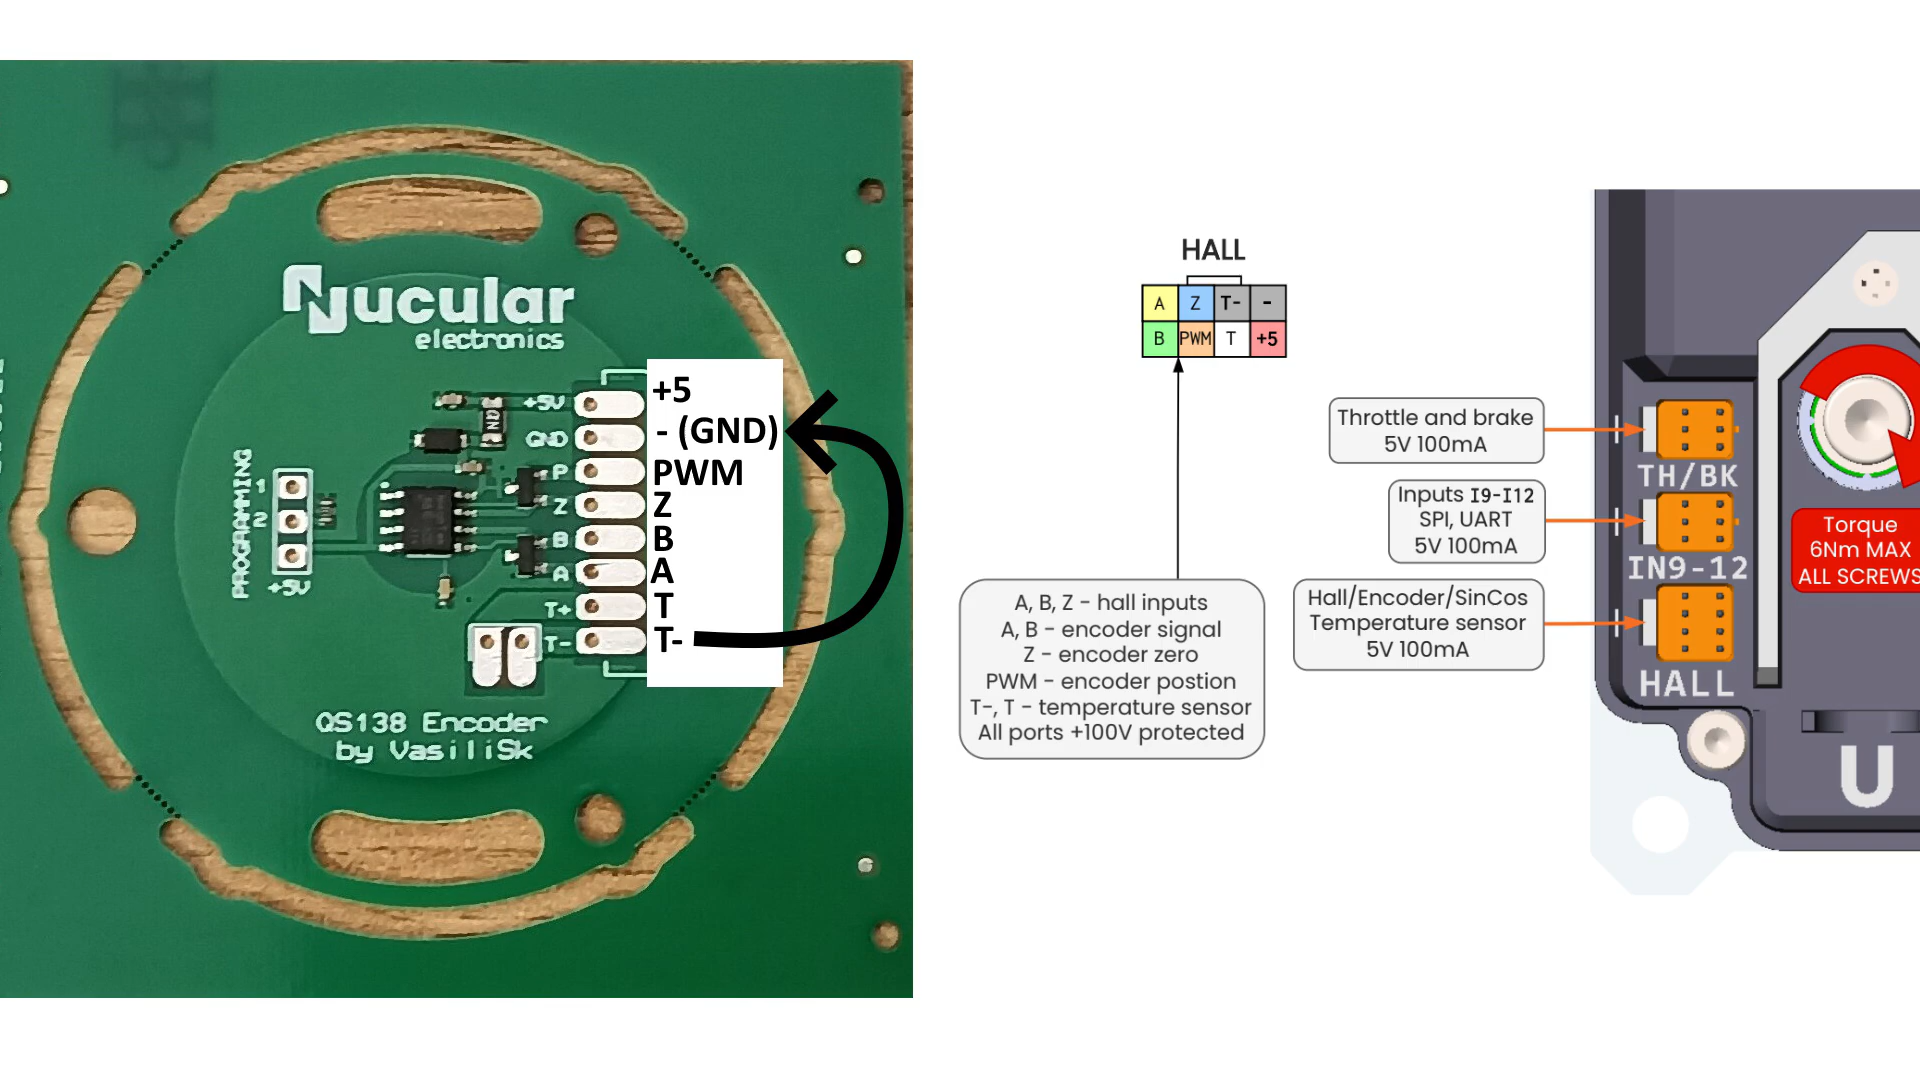 Nucular
electronics
PROGRAMMING
1
2
+5V
+5V
GND
P
Z
B
A
T+
T-
+5
- (GND)
PWM
Z
B
A
T
T-
QS138 Encoder
by VasiliSk
HALL
A Z T- -
B PWM T +5
A, B, Z - hall inputs
A, B - encoder signal
Z - encoder zero
PWM - encoder postion
T-, T - temperature sensor
All ports +100V protected
Throttle and brake
5V 100mA
TH/BK
Inputs I9-I12
SPI, UART
5V 100mA
IN9-12
Hall/Encoder/SinCos
Temperature sensor
5V 100mA
HALL
Torque
6Nm MAX
ALL SCREWS
U